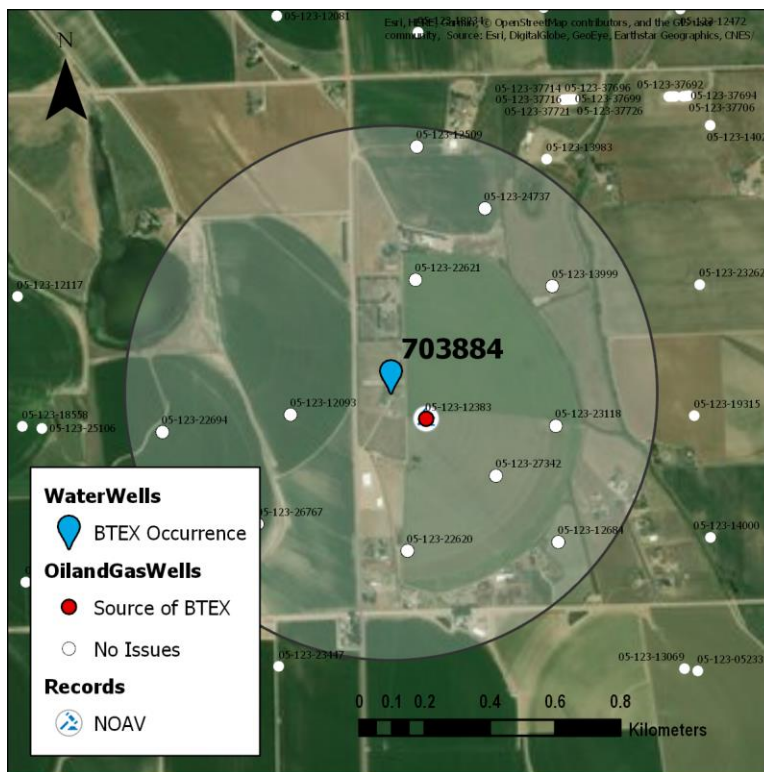 05-123-12081
05-123-12472
Esri, HERE, Garmin, © OpenStreetMap contributors, and the GIS user
community, Source: Esri, DigitalGlobe, GeoEye, Earthstar Geographics, CNES/
N
05-123-37714 05-123-37696
05-123-37692
05-123-37716 05-123-37699
05-123-37694
05-123-37721 05-123-37726
05-123-37706
05-123-12509
05-123-13983
05-123-1402
05-123-24737
05-123-22621
05-123-13999
05-123-23262
05-123-12117
703884
05-123-12383
05-123-12093
05-123-19315
05-123-18558
05-123-22694
05-123-23118
05-123-25106
05-123-27342
05-123-26767
05-123-14000
05-123-12684
05-123-22620
05-123-23447
05-123-13069
05-123-05233
WaterWells
BTEX Occurrence
OilandGasWells
Source of BTEX
No Issues
Records
NOAV
0 0.1 0.2 0.4 0.6 0.8
Kilometers